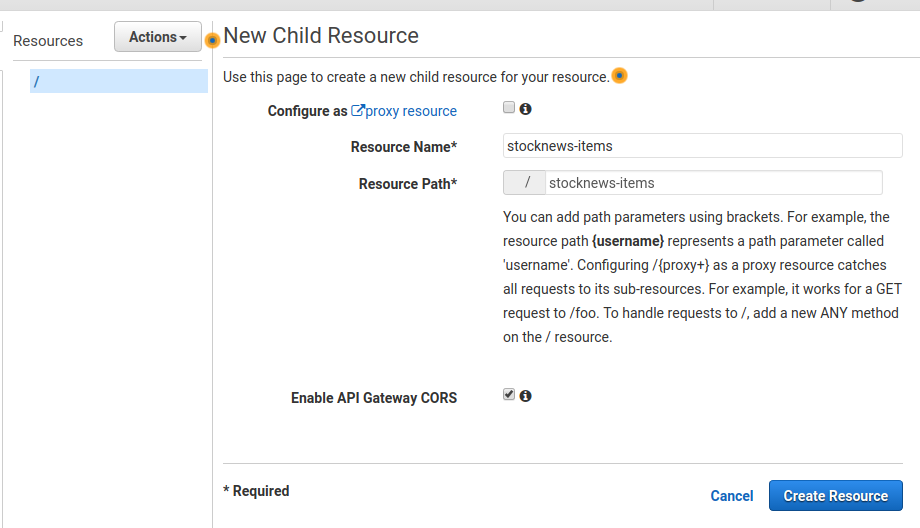 Resources
Actions
/
New Child Resource
Use this page to create a new child resource for your resource.
Configure as proxy resource
Resource Name*
stocknews-items
Resource Path*
/ stocknews-items
You can add path parameters using brackets. For example, the
resource path {username} represents a path parameter called
'username'. Configuring /{proxy+} as a proxy resource catches
all requests to its sub-resources. For example, it works for a GET
request to /foo. To handle requests to /, add a new ANY method
on the / resource.
Enable API Gateway CORS
* Required
Cancel
Create Resource